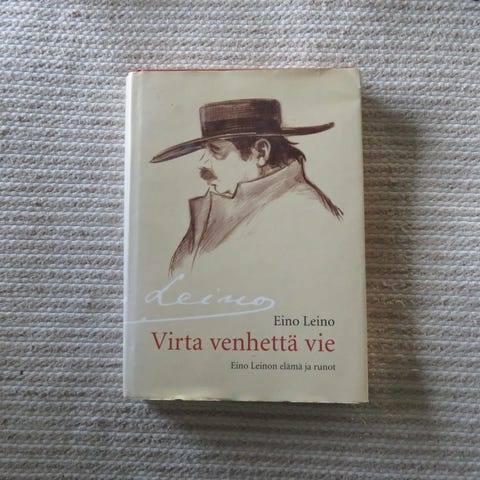 Leino
Eino Leino
Virta venhettä vie
Eino Leinon elämä ja runot